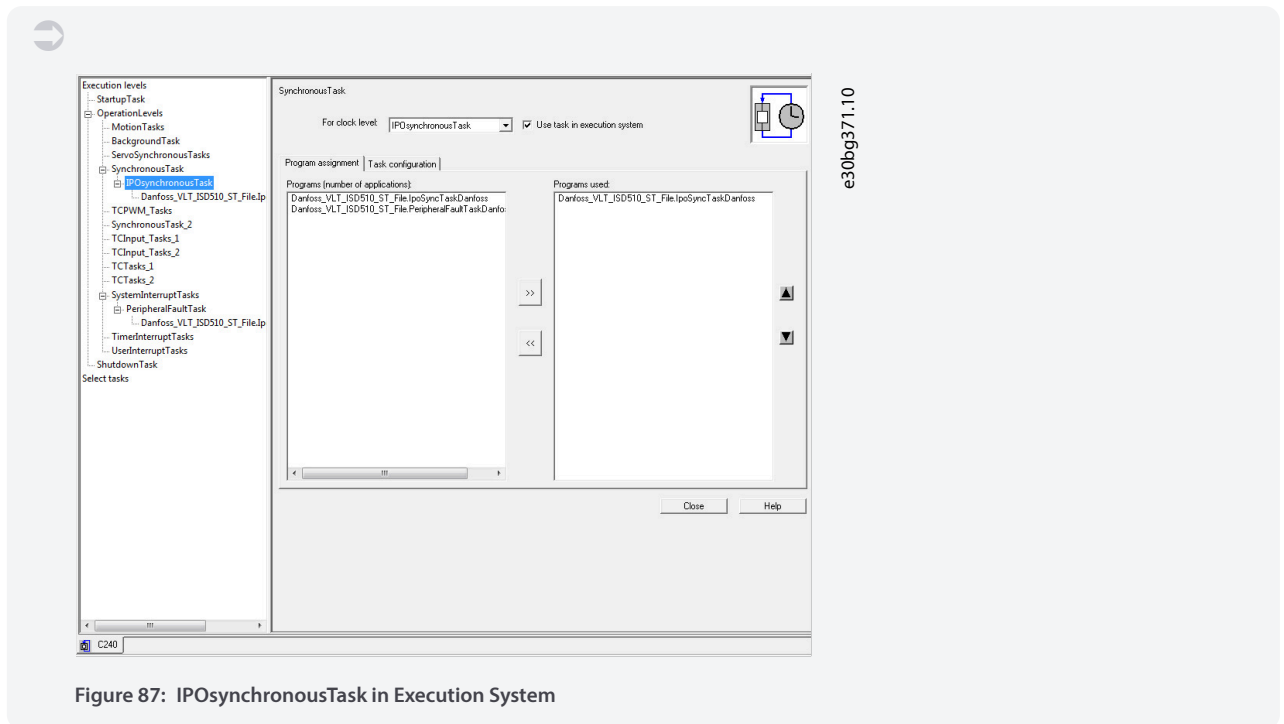 Execution levels
StartupTask
OperationLevels
MotionTasks
BackgroundTask
ServoSynchronousTasks
SynchronousTask
IPOsynchronousTask
Danfoss_VLT_ISD510_ST_File.Ip
TCPWM_Tasks
SynchronousTask_2
TCInput_Tasks_1
TCInput_Tasks_2
TCTasks_1
TCTasks_2
SystemInterruptTasks
PeripheralFaultTask
Danfoss_VLT_ISD510_ST_File.Ip
TimerInterruptTasks
UserInterruptTasks
ShutdownTask
Select tasks
SynchronousTask
For clock level: IPOsynchronousTask Use task in execution system
Program assignment Task configuration
Programs (number of applications):
Danfoss_VLT_ISD510_ST_File.IpoSyncTaskDanfoss
Danfoss_VLT_ISD510_ST_File.PeripheralFaultTaskDanfo
>>
<<
Programs used:
Danfoss_VLT_ISD510_ST_File.IpoSyncTaskDanfoss
Close Help
C240
e30bg371.10
Figure 87: IPOsynchronousTask in Execution System